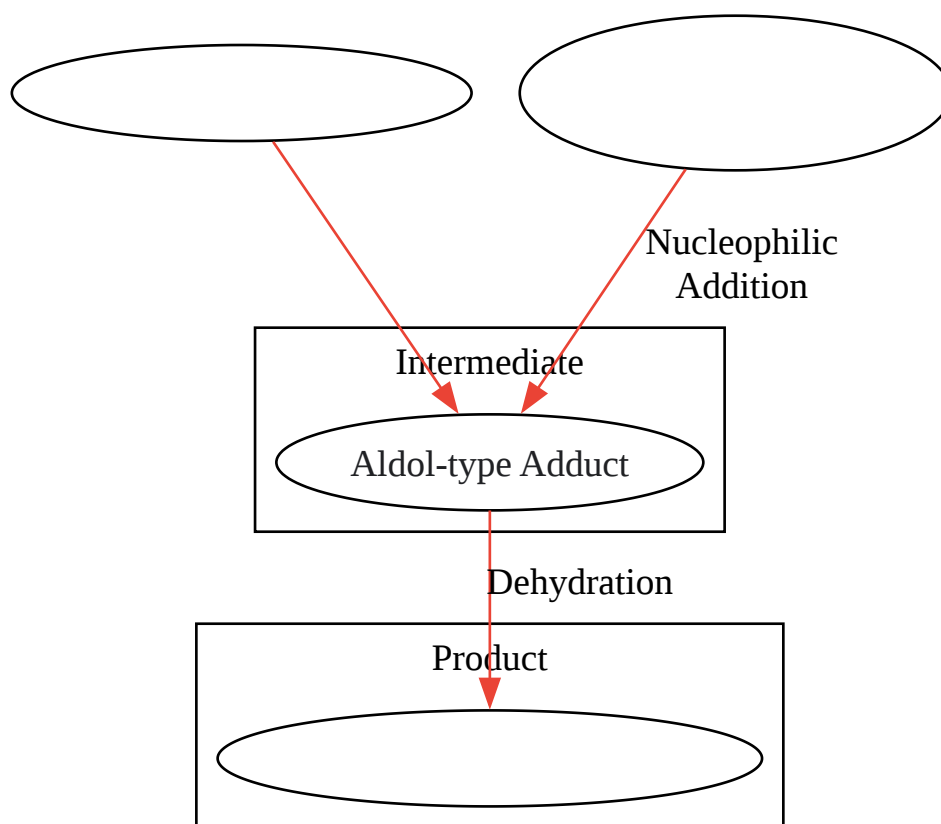 Nucleophilic
Addition
Intermediate
Aldol-type Adduct
Dehydration
Product